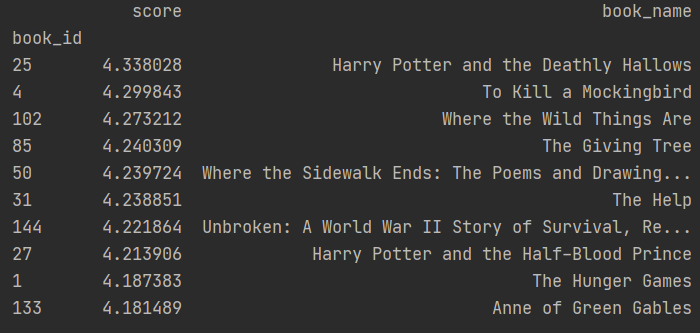 score book_name
book_id
25 4.338028 Harry Potter and the Deathly Hallows
4 4.299843 To Kill a Mockingbird
102 4.273212 Where the Wild Things Are
85 4.240309 The Giving Tree
50 4.239724 Where the Sidewalk Ends: The Poems and Drawing...
31 4.238851 The Help
144 4.221864 Unbroken: A World War II Story of Survival, Re...
27 4.213906 Harry Potter and the Half-Blood Prince
1 4.187383 The Hunger Games
133 4.181489 Anne of Green Gables